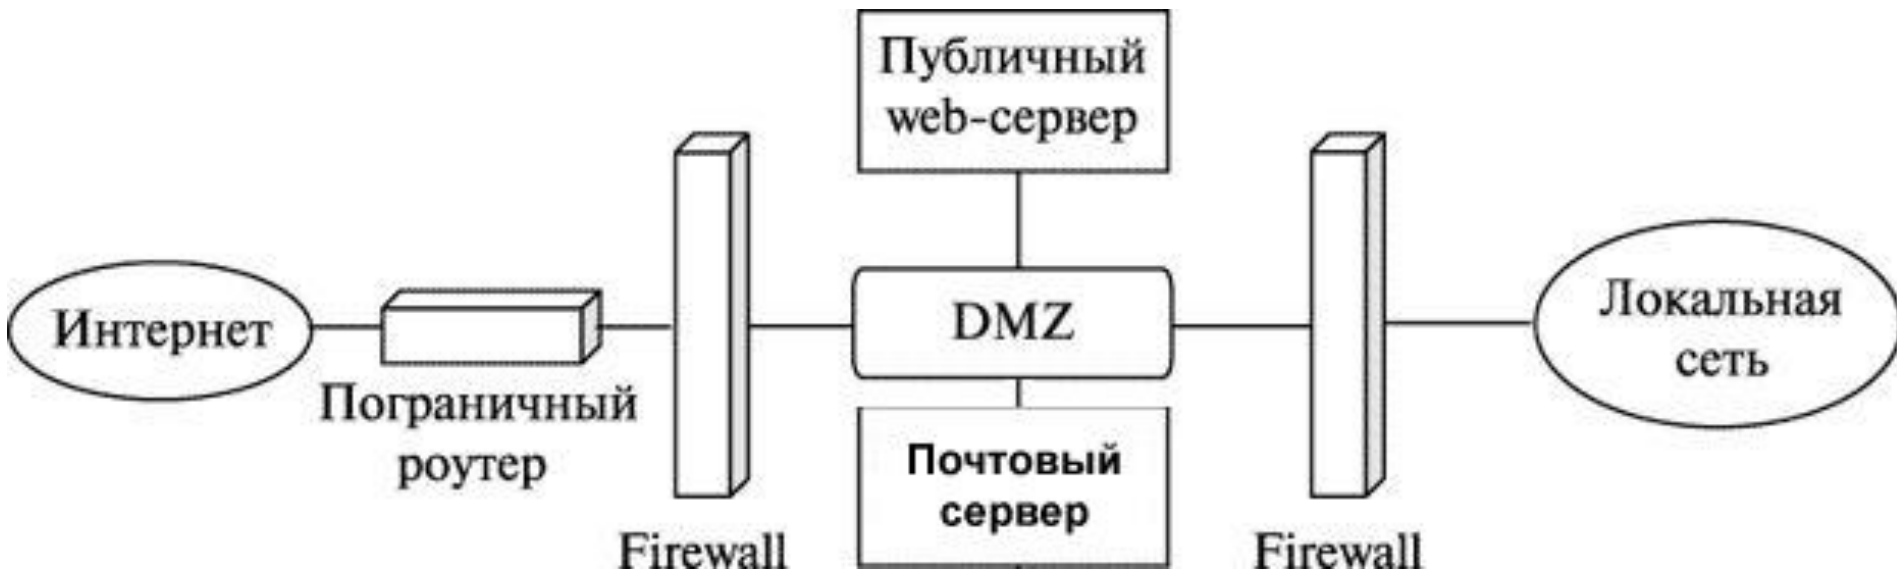 Публичный
web-сервер
Интернет
DMZ
Локальная
сеть
Пограничный
роутер
Почтовый
сервер
Firewall
Firewall